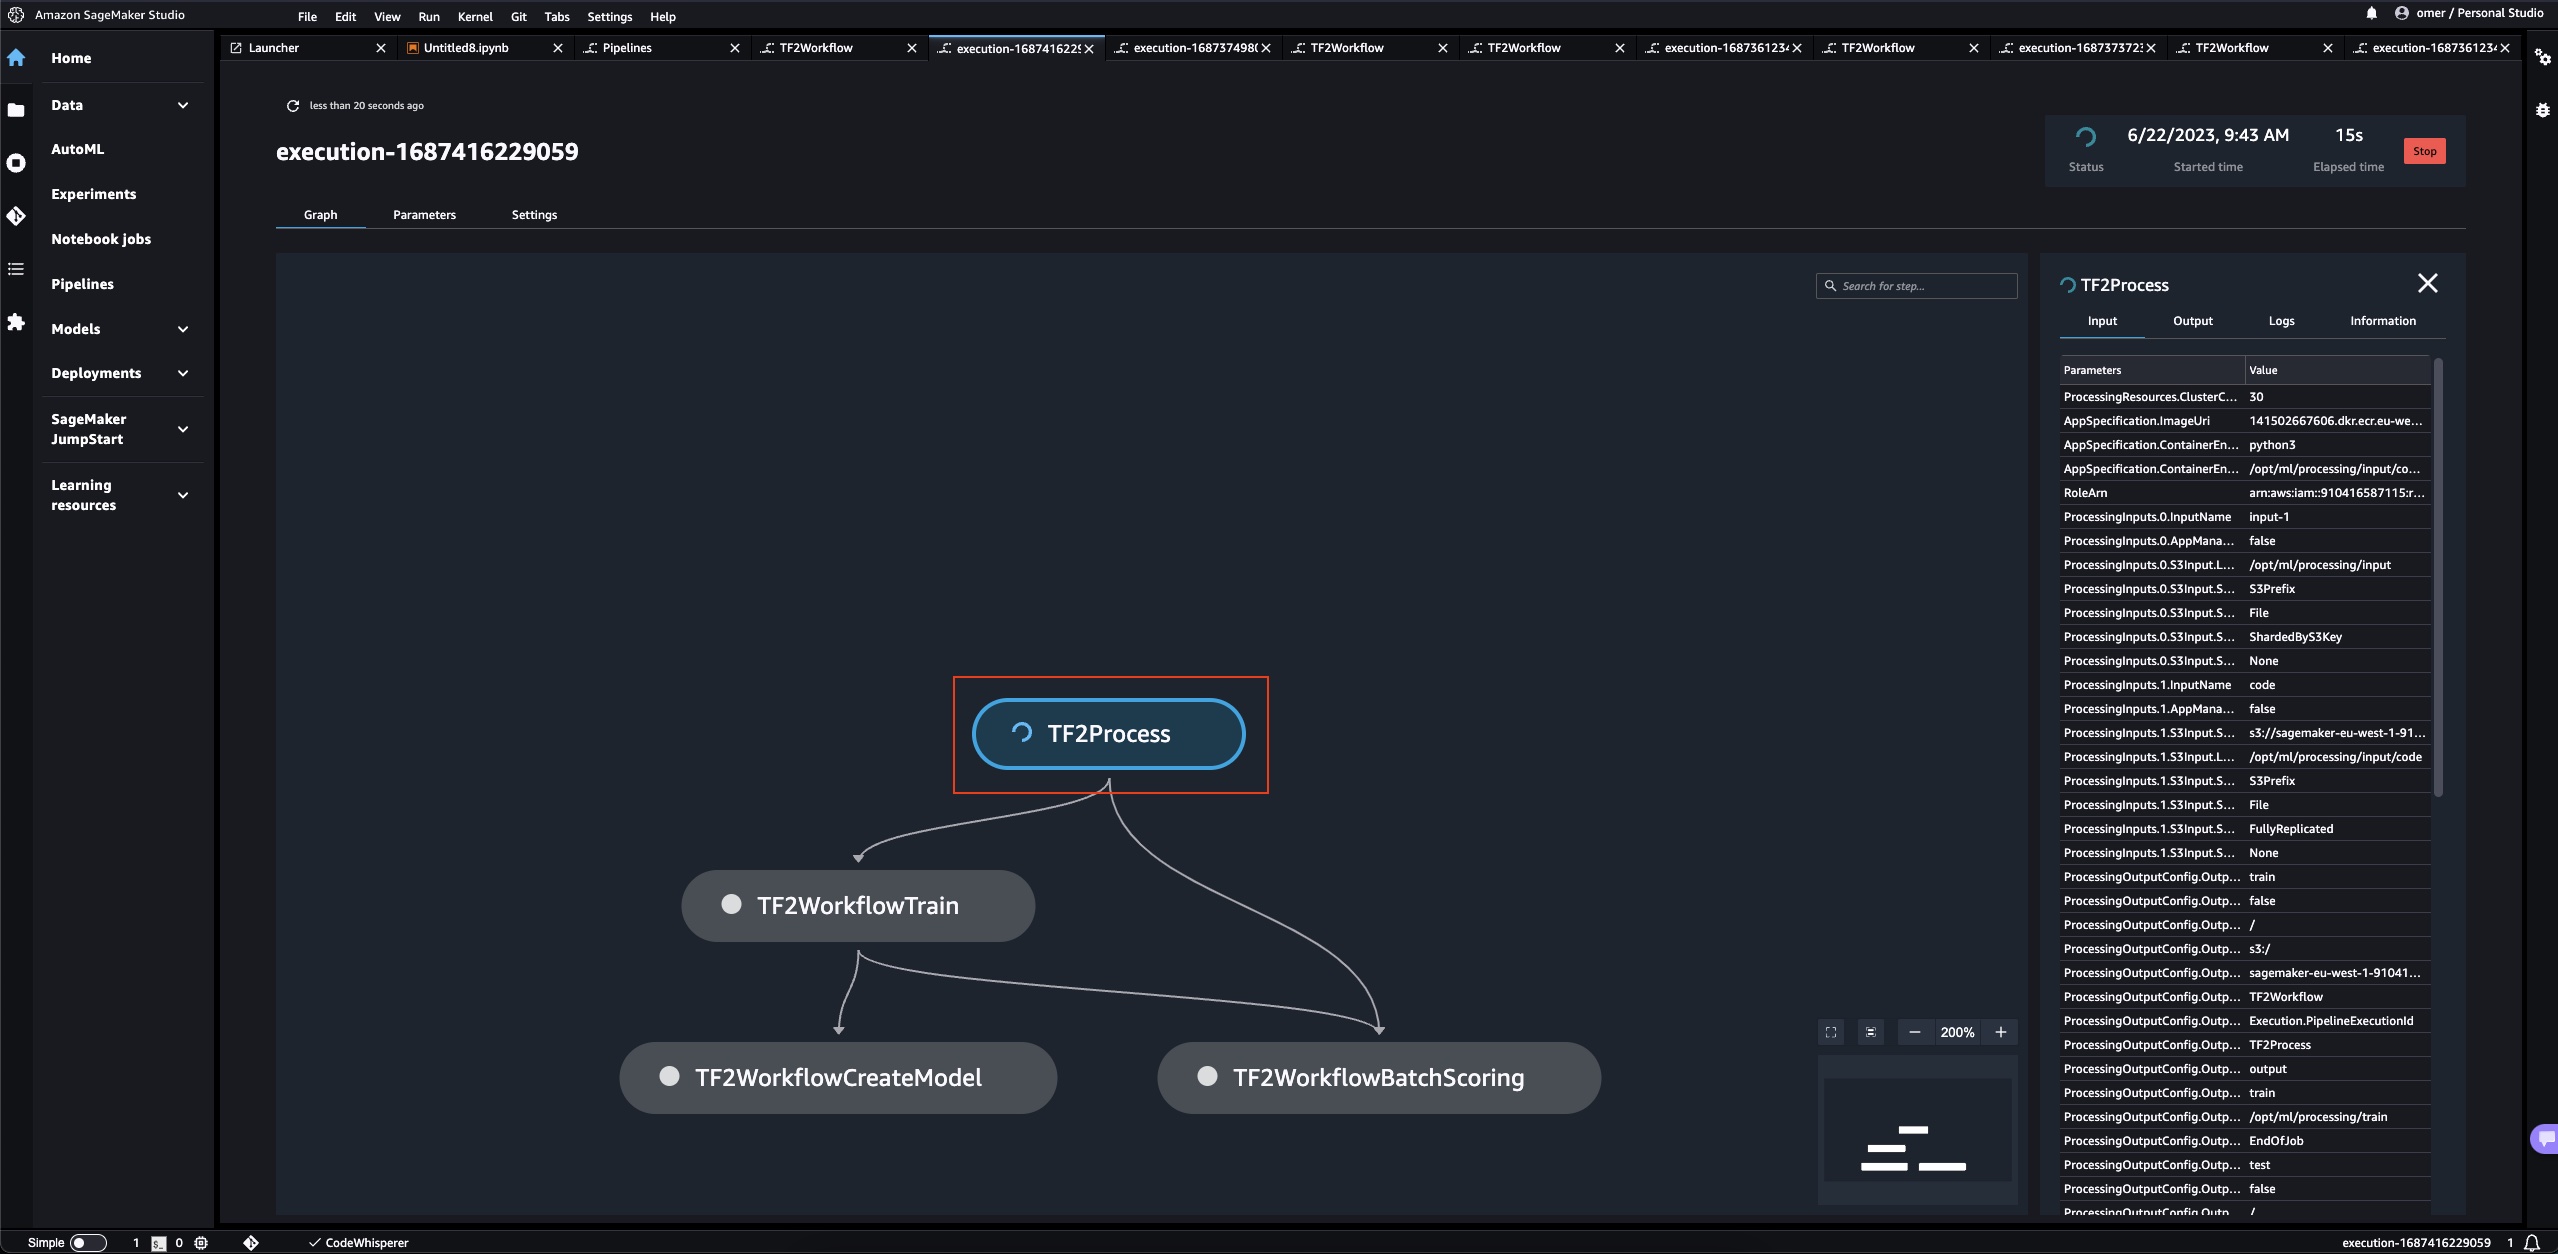 Amazon SageMaker Studio
File Edit View Run Kernel Git Tabs Settings Help
omer / Personal Studio
Launcher Untitled8.ipynb Pipelines TF2Workflow execution-168741622 execution-168737498 TF2Workflow TF2Workflow execution-168736123 TF2Workflow execution-168737372 TF2Workflow execution-168736123
Home
Data
AutoML
Experiments
Notebook jobs
Pipelines
Models
Deployments
SageMaker
JumpStart
Learning
resources
less than 20 seconds ago
execution-1687416229059
6/22/2023, 9:43 AM 15s Stop
Status Started time Elapsed time
Graph Parameters Settings
Search for step...
TF2Process
TF2WorkflowTrain
TF2WorkflowCreateModel
TF2WorkflowBatchScoring
200%
TF2Process
Input Output Logs Information
Parameters Value
ProcessingResources.ClusterC... 30
AppSpecification.ImageUri 141502667606.dkr.ecr.eu-we...
AppSpecification.ContainerEn... python3
AppSpecification.ContainerEn... /opt/ml/processing/input/co...
RoleArn arn:aws:iam::910416587115:r...
ProcessingInputs.0.InputName input-1
ProcessingInputs.0.AppMana... false
ProcessingInputs.0.S3Input.L... /opt/ml/processing/input
ProcessingInputs.0.S3Input.S... S3Prefix
ProcessingInputs.0.S3Input.S... File
ProcessingInputs.0.S3Input.S... ShardedByS3Key
ProcessingInputs.0.S3Input.S... None
ProcessingInputs.1.InputName code
ProcessingInputs.1.AppMana... false
ProcessingInputs.1.S3Input.S... s3://sagemaker-eu-west-1-91...
ProcessingInputs.1.S3Input.L... /opt/ml/processing/input/code
ProcessingInputs.1.S3Input.S... S3Prefix
ProcessingInputs.1.S3Input.S... File
ProcessingInputs.1.S3Input.S... FullyReplicated
ProcessingInputs.1.S3Input.S... None
ProcessingOutputConfig.Outp... train
ProcessingOutputConfig.Outp... false
ProcessingOutputConfig.Outp... /
ProcessingOutputConfig.Outp... s3:/
ProcessingOutputConfig.Outp... sagemaker-eu-west-1-91041...
ProcessingOutputConfig.Outp... TF2Workflow
ProcessingOutputConfig.Outp... Execution.PipelineExecutionId
ProcessingOutputConfig.Outp... TF2Process
ProcessingOutputConfig.Outp... output
ProcessingOutputConfig.Outp... train
ProcessingOutputConfig.Outp... /opt/ml/processing/train
ProcessingOutputConfig.Outp... EndOfJob
ProcessingOutputConfig.Outp... test
ProcessingOutputConfig.Outp... false
ProcessingOutputConfig.Outp... /
Simple 1 $_ 0 CodeWhisperer
execution-1687416229059 1